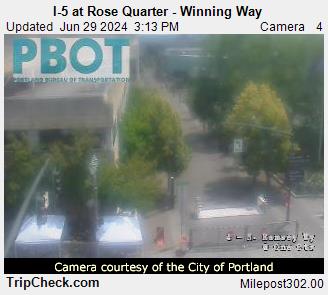 I-5 at Rose Quarter - Winning Way
Updated Jun 29 2024 3:13 PM Camera 4
PBOT
PORTLAND BUREAU OF TRANSPORTATION
Camera courtesy of the City of Portland
TripCheck.com Milepost302.00